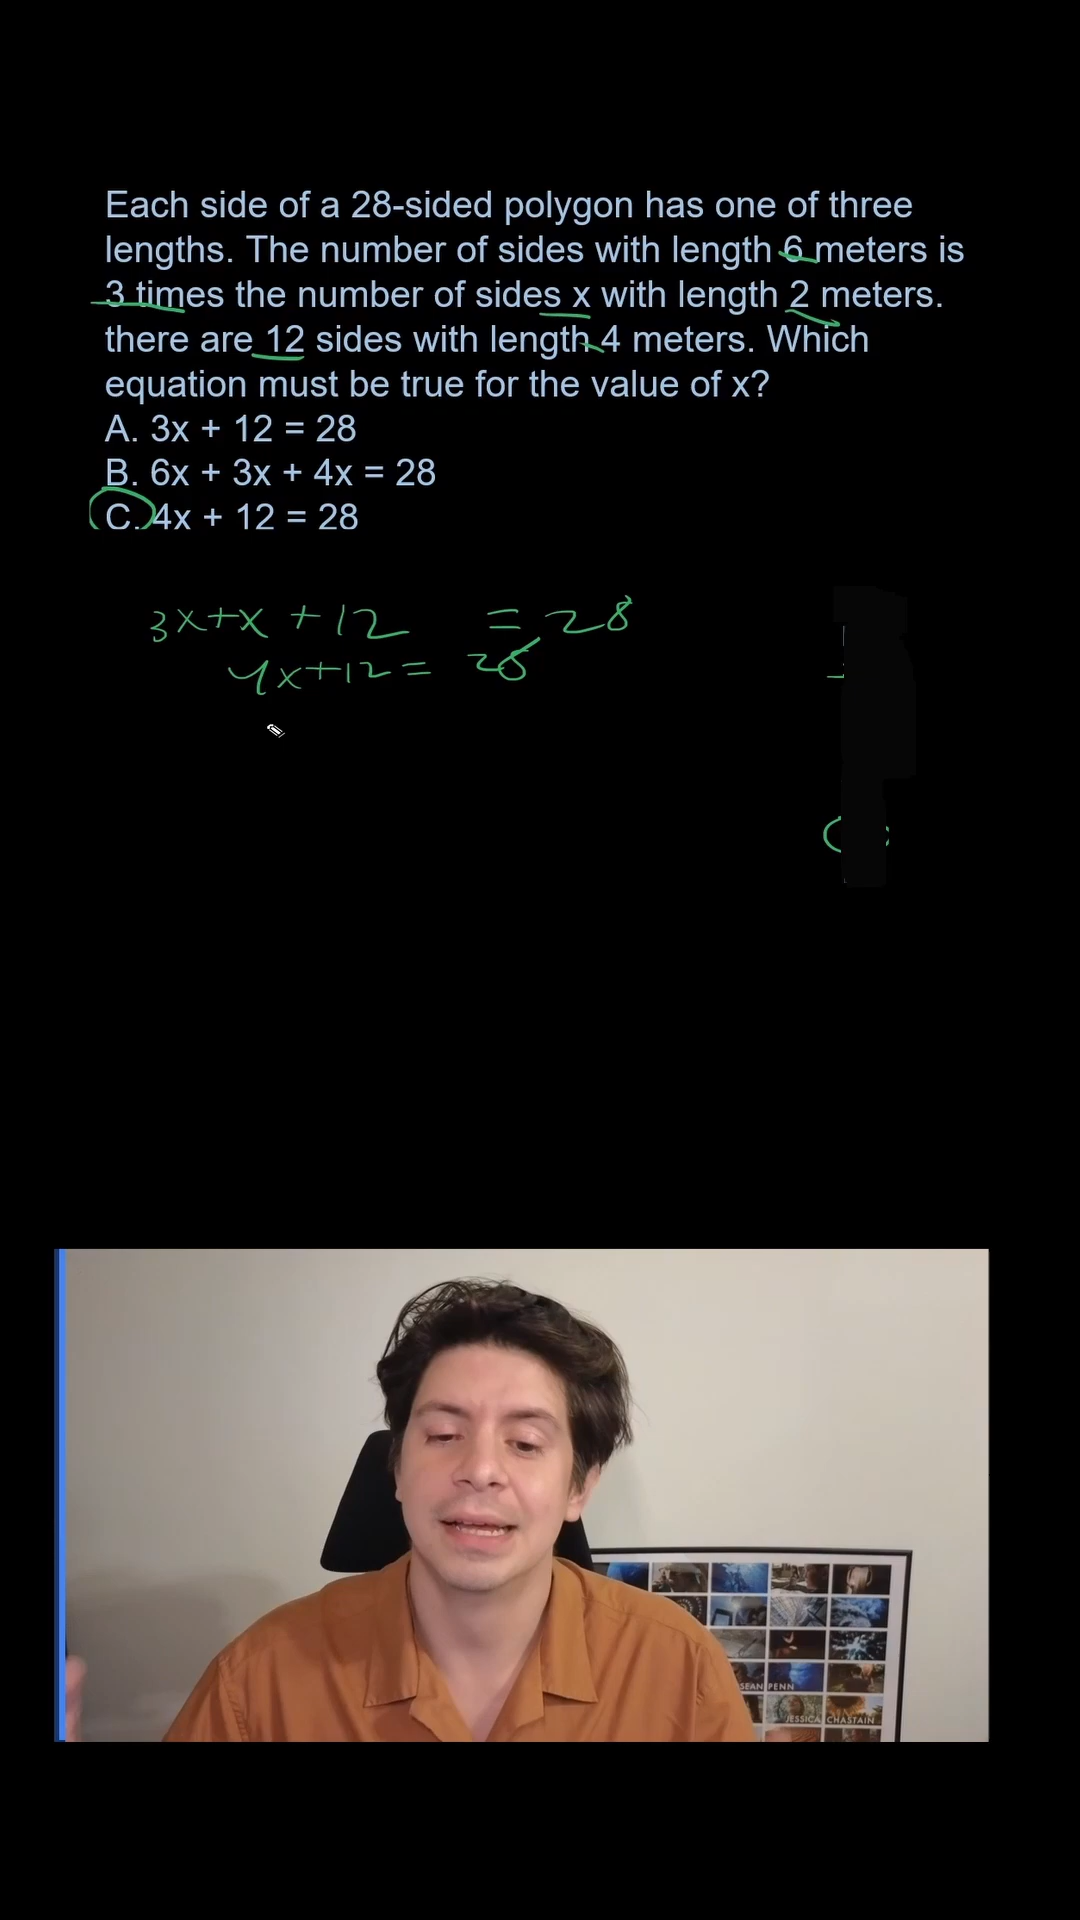 Each side of a 28-sided polygon has one of three
lengths. The number of sides with length 6 meters is
3 times the number of sides x with length 2 meters.
there are 12 sides with length 4 meters. Which
equation must be true for the value of x?
A. 3x + 12 = 28
B. 6x + 3x + 4x = 28
C. 4x + 12 = 28
3x+x +12 = 28
4x+12= 28
SEAN PENN
JESSICA CHASTAIN